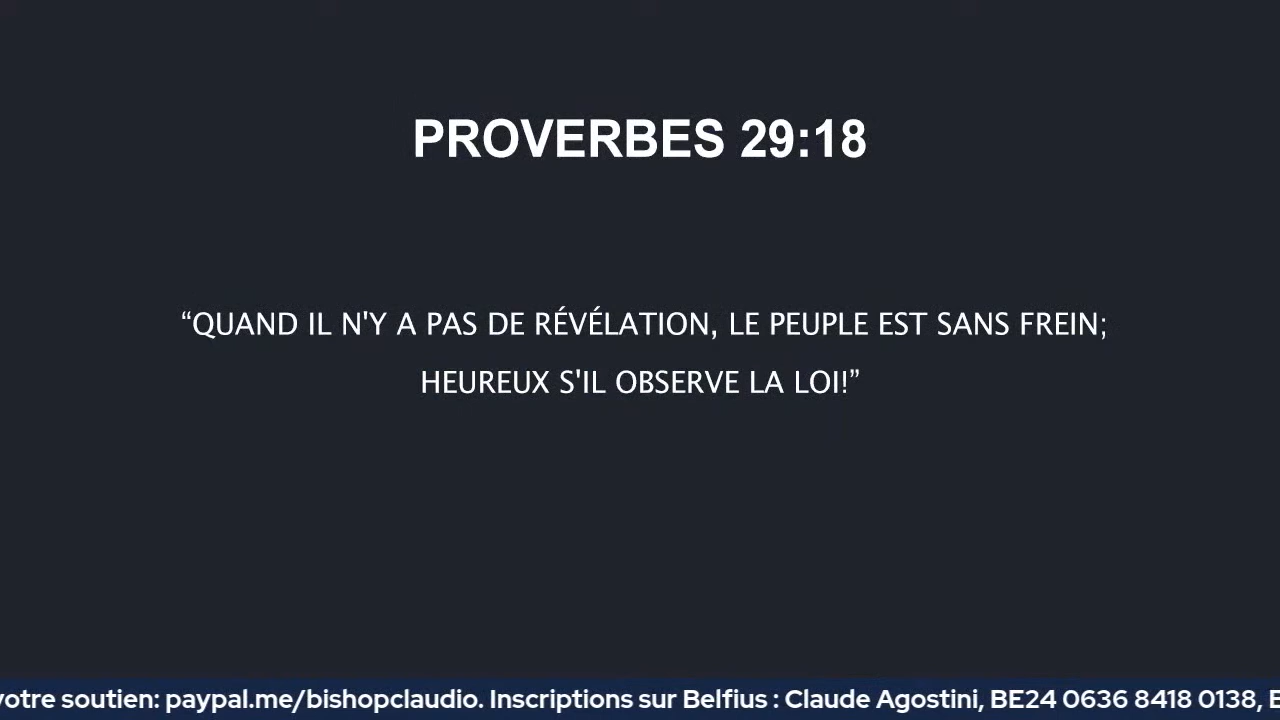 PROVERBES 29:18
“QUAND IL N'Y A PAS DE RÉVÉLATION, LE PEUPLE EST SANS FREIN;
HEUREUX S'IL OBSERVE LA LOI!”
votre soutien: paypal.me/bishopclaudio. Inscriptions sur Belfius : Claude Agostini, BE24 0636 8418 0138,